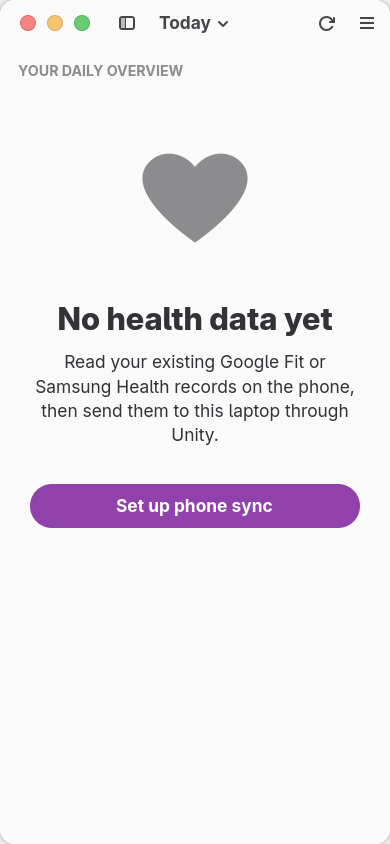 Today
YOUR DAILY OVERVIEW
No health data yet
Read your existing Google Fit or
Samsung Health records on the phone,
then send them to this laptop through
Unity.
Set up phone sync